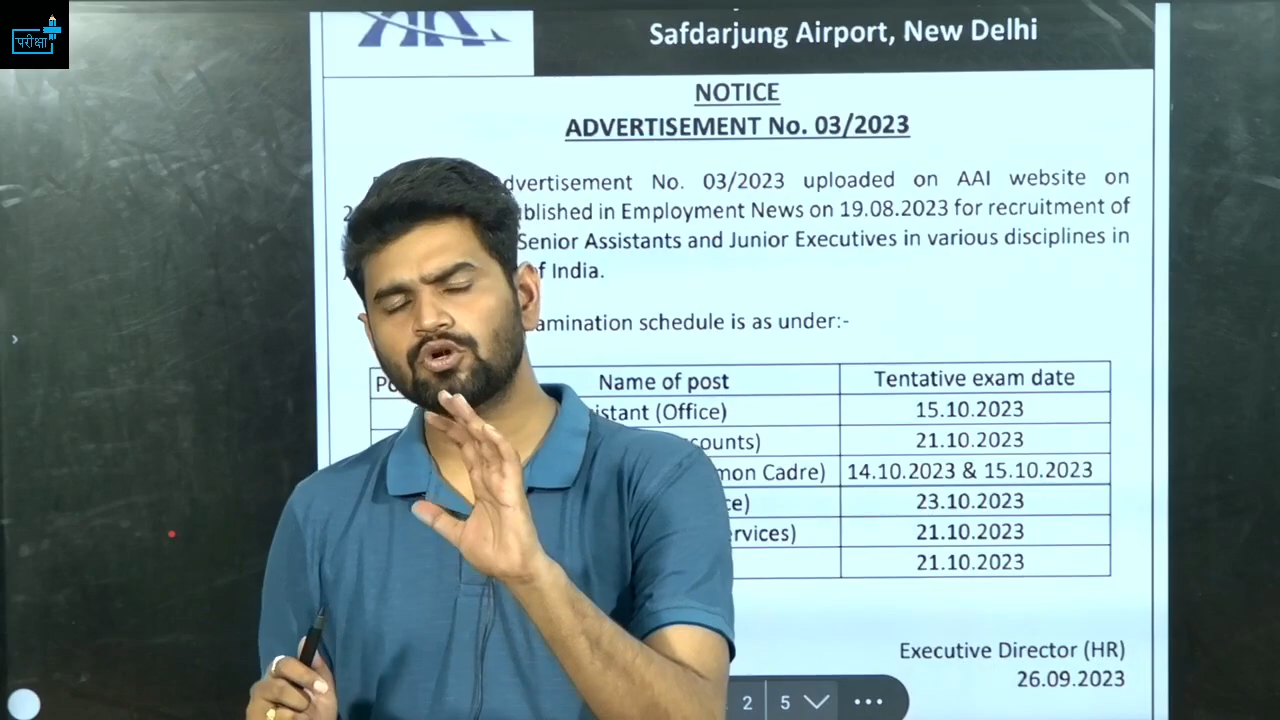 परीक्षा
Safdarjung Airport, New Delhi
NOTICE
ADVERTISEMENT No. 03/2023
dvertisement No. 03/2023 uploaded on AAI website on
blished in Employment News on 19.08.2023 for recruitment of
Senior Assistants and Junior Executives in various disciplines in
of India.
amination schedule is as under:-
Name of post Tentative exam date
istant (Office) 15.10.2023
counts) 21.10.2023
mon Cadre) 14.10.2023 & 15.10.2023
ce) 23.10.2023
ervices) 21.10.2023
21.10.2023
Executive Director (HR)
26.09.2023
2 5